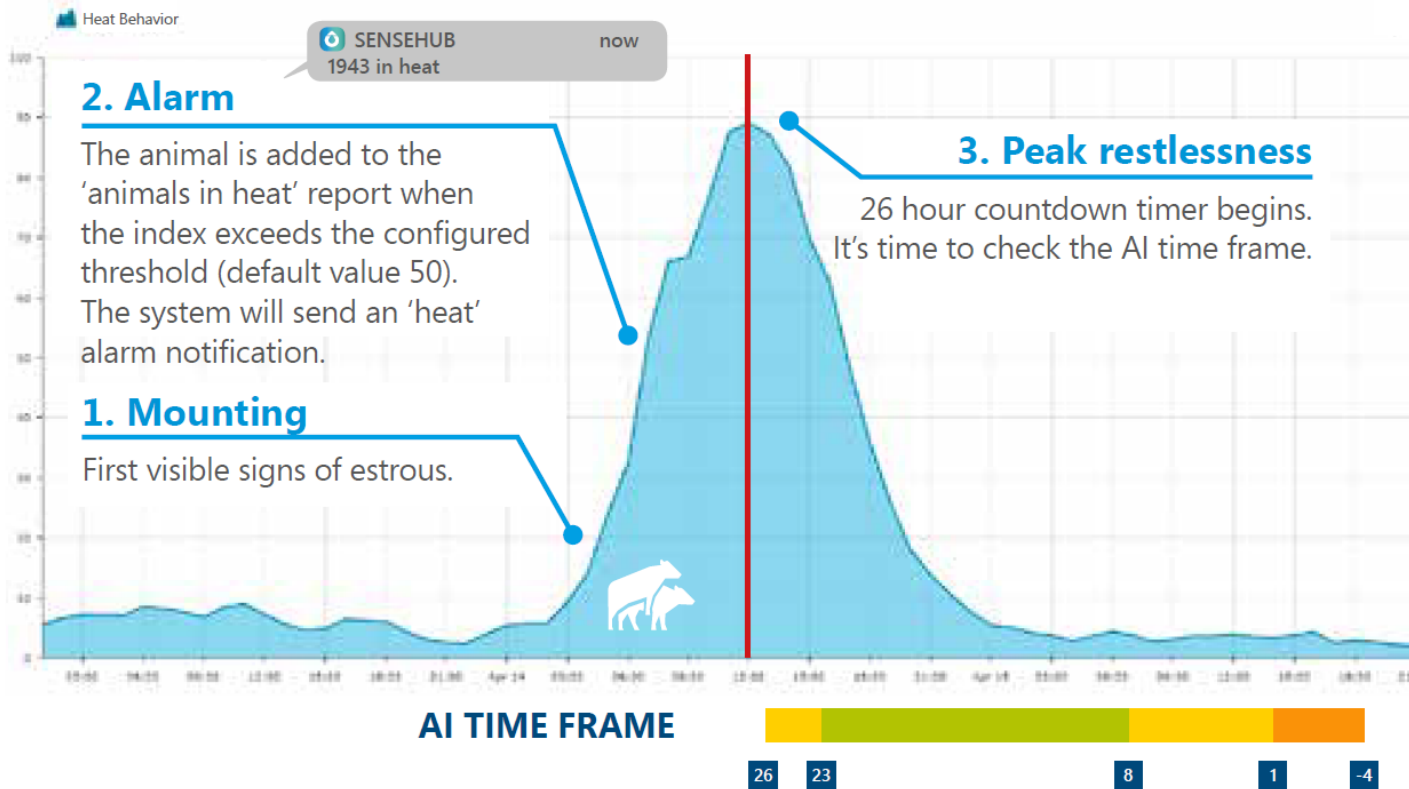 Heat Behavior
SENSEHUB now
1943 in heat
2. Alarm
The animal is added to the
‘animals in heat’ report when
the index exceeds the configured
threshold (default value 50).
The system will send an ‘heat’
alarm notification.
1. Mounting
First visible signs of estrous.
3. Peak restlessness
26 hour countdown timer begins.
It’s time to check the AI time frame.
100
0
Apr 14
AI TIME FRAME
26 23 8 1 -4